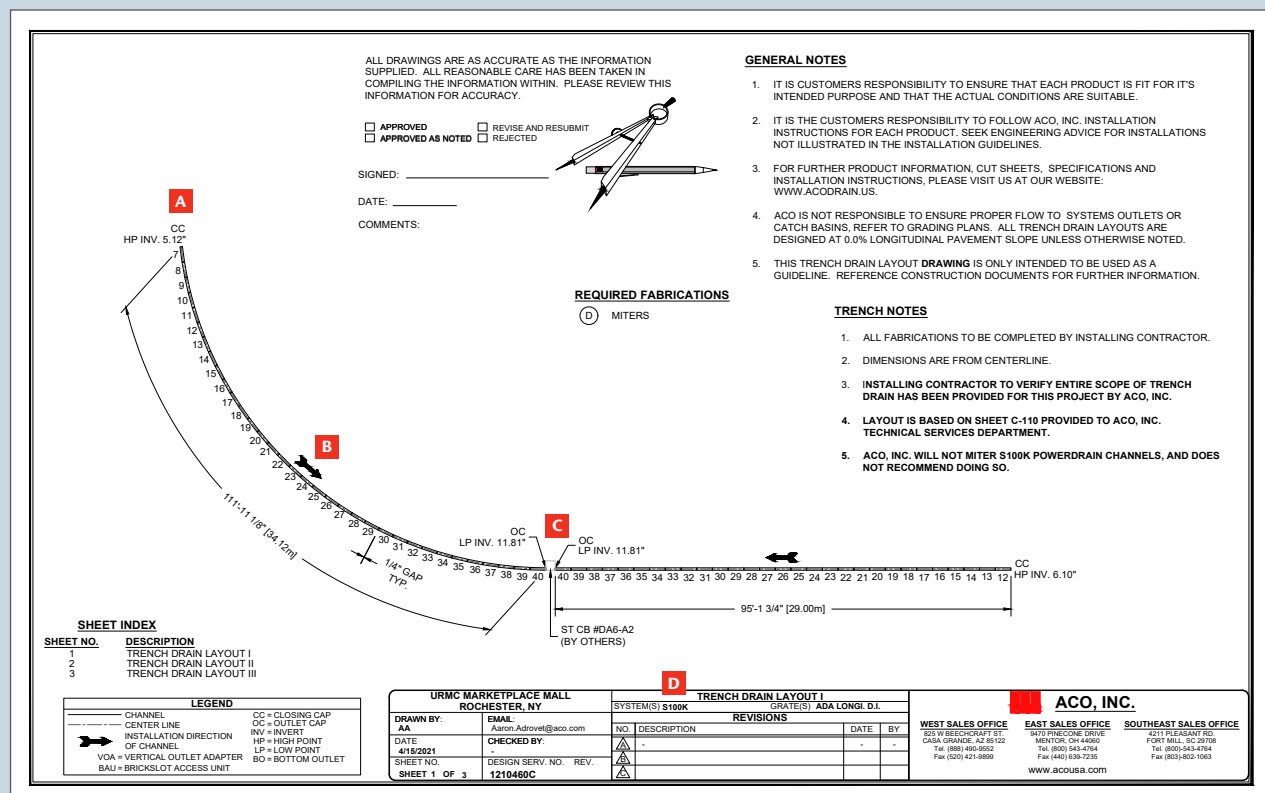 ALL DRAWINGS ARE AS ACCURATE AS THE INFORMATION
SUPPLIED. ALL REASONABLE CARE HAS BEEN TAKEN IN
COMPILING THE INFORMATION WITHIN. PLEASE REVIEW THIS
INFORMATION FOR ACCURACY.
APPROVED
REVISE AND RESUBMIT
APPROVED AS NOTED
REJECTED
SIGNED:
DATE:
COMMENTS:
GENERAL NOTES
1. IT IS CUSTOMERS RESPONSIBILITY TO ENSURE THAT EACH PRODUCT IS FIT FOR IT'S
INTENDED PURPOSE AND THAT THE ACTUAL CONDITIONS ARE SUITABLE.
2. IT IS THE CUSTOMERS RESPONSIBILITY TO FOLLOW ACO, INC. INSTALLATION
INSTRUCTIONS FOR EACH PRODUCT. SEEK ENGINEERING ADVICE FOR INSTALLATIONS
NOT ILLUSTRATED IN THE INSTALLATION GUIDELINES.
3. FOR FURTHER PRODUCT INFORMATION, CUT SHEETS, SPECIFICATIONS AND
INSTALLATION INSTRUCTIONS, PLEASE VISIT US AT OUR WEBSITE:
WWW.ACODRAIN.US.
4. ACO IS NOT RESPONSIBLE TO ENSURE PROPER FLOW TO SYSTEMS OUTLETS OR
CATCH BASINS, REFER TO GRADING PLANS. ALL TRENCH DRAIN LAYOUTS ARE
DESIGNED AT 0.0% LONGITUDINAL PAVEMENT SLOPE UNLESS OTHERWISE NOTED.
5. THIS TRENCH DRAIN LAYOUT DRAWING IS ONLY INTENDED TO BE USED AS A
GUIDELINE. REFERENCE CONSTRUCTION DOCUMENTS FOR FURTHER INFORMATION.
REQUIRED FABRICATIONS
D MITERS
TRENCH NOTES
1. ALL FABRICATIONS TO BE COMPLETED BY INSTALLING CONTRACTOR.
2. DIMENSIONS ARE FROM CENTERLINE.
3. INSTALLING CONTRACTOR TO VERIFY ENTIRE SCOPE OF TRENCH
DRAIN HAS BEEN PROVIDED FOR THIS PROJECT BY ACO, INC.
4. LAYOUT IS BASED ON SHEET C-110 PROVIDED TO ACO, INC.
TECHNICAL SERVICES DEPARTMENT.
5. ACO, INC. WILL NOT MITER S100K POWERDRAIN CHANNELS, AND DOES
NOT RECOMMEND DOING SO.
A
CC
HP INV. 5.12"
7
8
9
10
11
12
13
14
15
16
17
18
19
20
21
22
23
24
25
26
27
28
29
30
31
32
33
34
35
36
37
38
39
40
B
111'-11 1/8" [34.12m]
1/4" GAP
TYP.
C
OC
LP INV. 11.81"
OC
LP INV. 11.81"
40 39 38 37 36 35 34 33 32 31 30 29 28 27 26 25 24 23 22 21 20 19 18 17 16 15 14 13 12
CC
HP INV. 6.10"
95'-1 3/4" [29.00m]
ST CB #DA6-A2
(BY OTHERS)
SHEET INDEX
SHEET NO. DESCRIPTION
1 TRENCH DRAIN LAYOUT I
2 TRENCH DRAIN LAYOUT II
3 TRENCH DRAIN LAYOUT III
LEGEND
CHANNEL
CENTER LINE
INSTALLATION DIRECTION
OF CHANNEL
VOA = VERTICAL OUTLET ADAPTER
BAU = BRICKSLOT ACCESS UNIT
CC = CLOSING CAP
OC = OUTLET CAP
INV = INVERT
HP = HIGH POINT
LP = LOW POINT
BO = BOTTOM OUTLET
URMC MARKETPLACE MALL
ROCHESTER, NY
DRAWN BY:
AA
EMAIL:
Aaron.Adrovet@aco.com
DATE
4/15/2021
CHECKED BY:
-
SHEET NO.
SHEET 1 OF 3
DESIGN SERV. NO. REV.
1210460C
D
TRENCH DRAIN LAYOUT I
SYSTEM(S) S100K GRATE(S) ADA LONGI. D.I.
REVISIONS
NO. DESCRIPTION DATE BY
A - - -
B
C
ACO, INC.
WEST SALES OFFICE
825 W BEECHCRAFT ST.
CASA GRANDE, AZ 85122
Tel. (888) 490-9552
Fax (520) 421-9899
EAST SALES OFFICE
9470 PINECONE DRIVE
MENTOR, OH 44060
Tel. (800) 543-4764
Fax (440) 639-7235
SOUTHEAST SALES OFFICE
4211 PLEASANT RD.
FORT MILL, SC 29708
Tel. (800)-543-4764
Fax (803)-802-1063
www.acousa.com